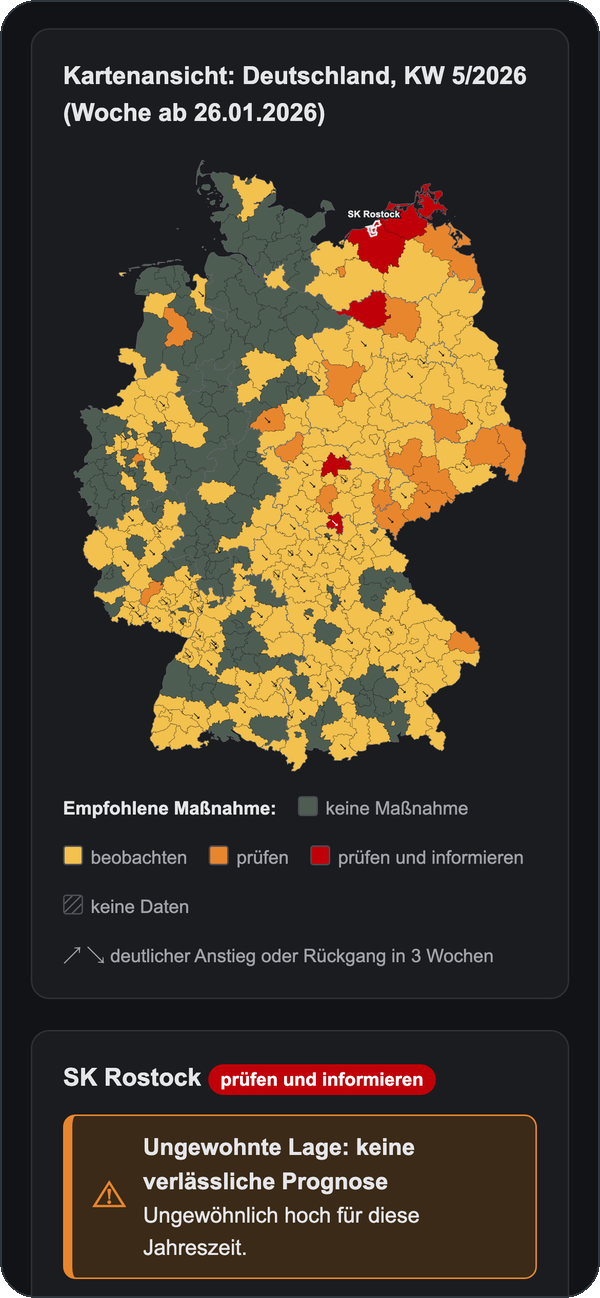 Kartenansicht: Deutschland, KW 5/2026
(Woche ab 26.01.2026)
SK Rostock
Empfohlene Maßnahme: keine Maßnahme
beobachten prüfen prüfen und informieren
keine Daten
↗ ↘ deutlicher Anstieg oder Rückgang in 3 Wochen
SK Rostock prüfen und informieren
Ungewohnte Lage: keine
verlässliche Prognose
Ungewöhnlich hoch für diese
Jahreszeit.